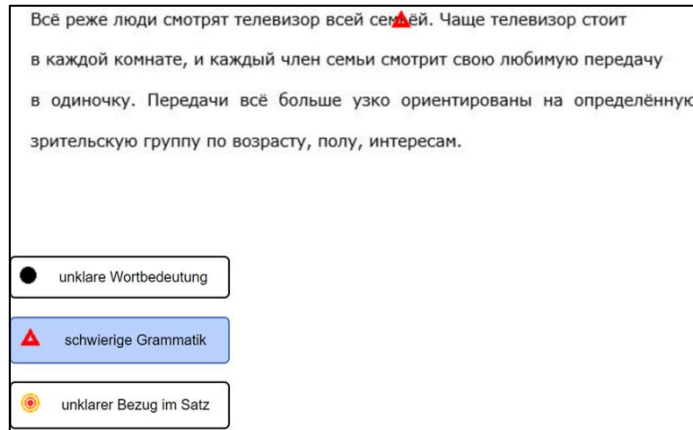 Всё реже люди смотрят телевизор всей семьёй. Чаще телевизор стоит
в каждой комнате, и каждый член семьи смотрит свою любимую передачу
в одиночку. Передачи всё больше узко ориентированы на определённую
зрительскую группу по возрасту, полу, интересам.
unklare Wortbedeutung
schwierige Grammatik
unklarer Bezug im Satz